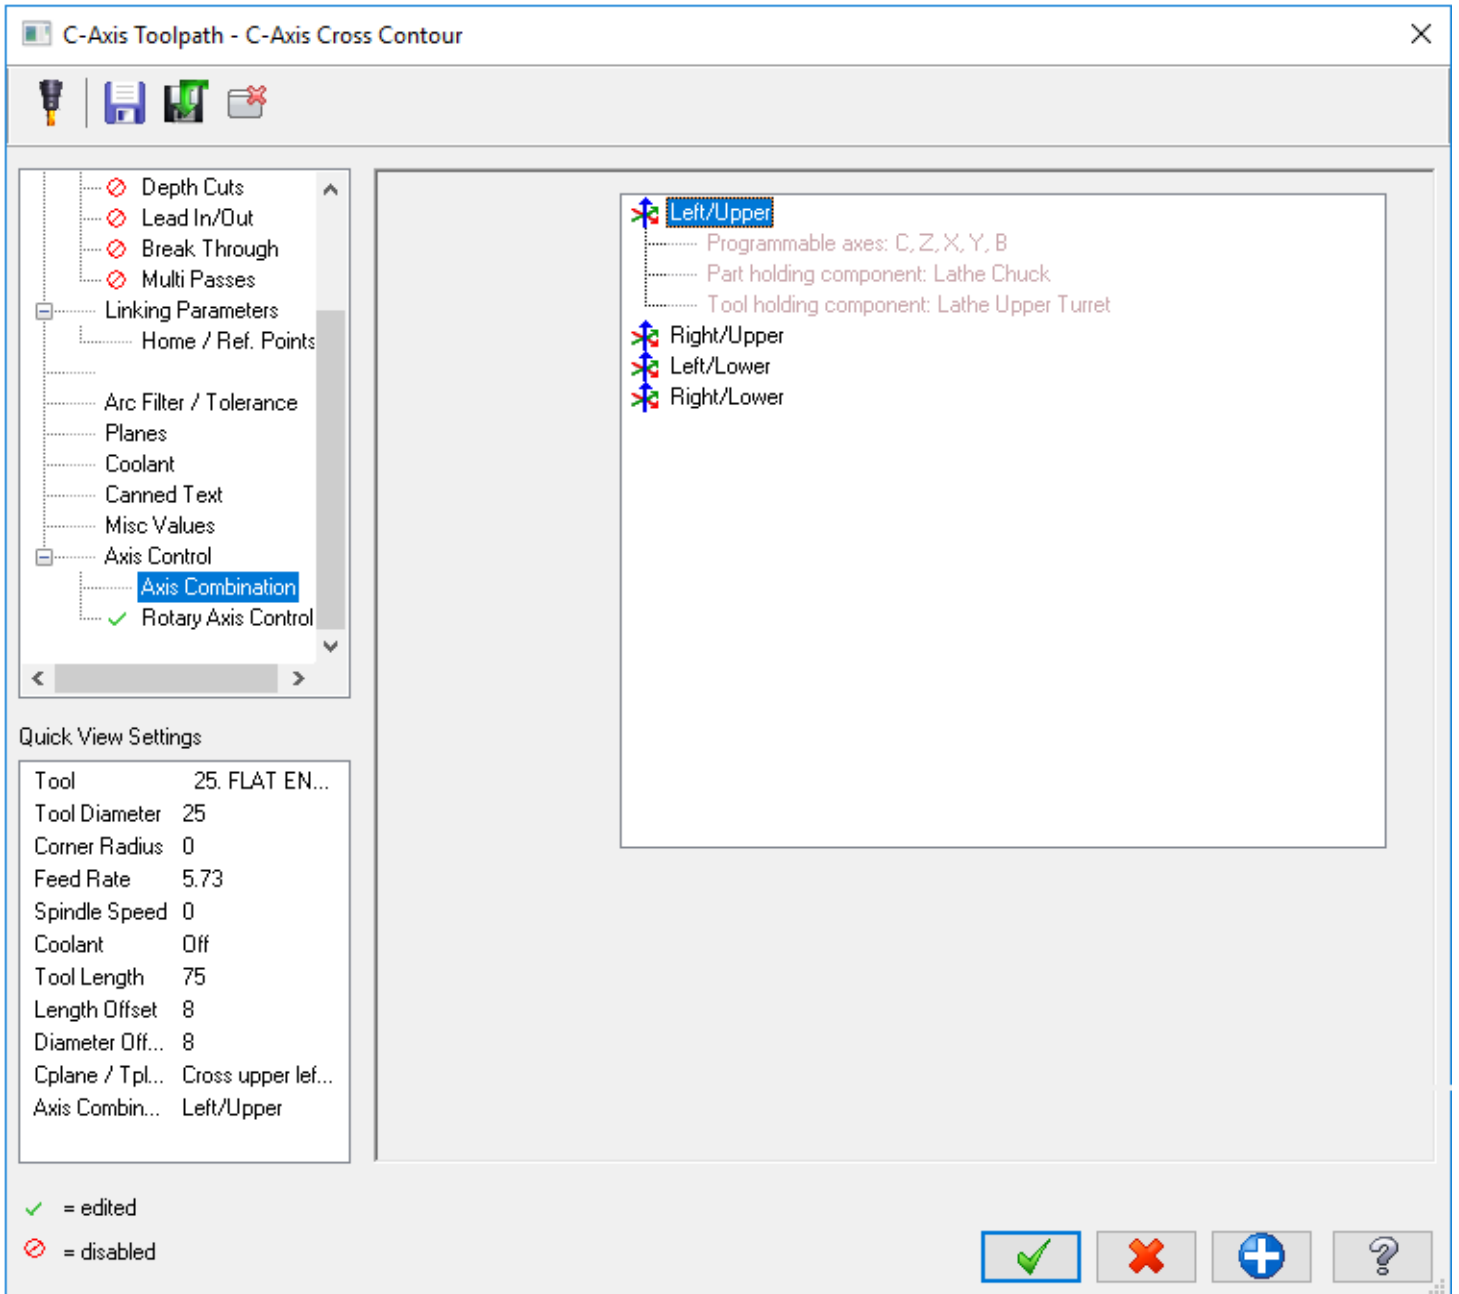 C-Axis Toolpath - C-Axis Cross Contour
Depth Cuts
Lead In/Out
Break Through
Multi Passes
Linking Parameters
Home / Ref. Points
Arc Filter / Tolerance
Planes
Coolant
Canned Text
Misc Values
Axis Control
Axis Combination
Rotary Axis Control
Left/Upper
Programmable axes: C, Z, X, Y, B
Part holding component: Lathe Chuck
Tool holding component: Lathe Upper Turret
Right/Upper
Left/Lower
Right/Lower
Quick View Settings
Tool 25. FLAT EN...
Tool Diameter 25
Corner Radius 0
Feed Rate 5.73
Spindle Speed 0
Coolant Off
Tool Length 75
Length Offset 8
Diameter Off... 8
Cplane / Tpl... Cross upper lef...
Axis Combin... Left/Upper
= edited
= disabled